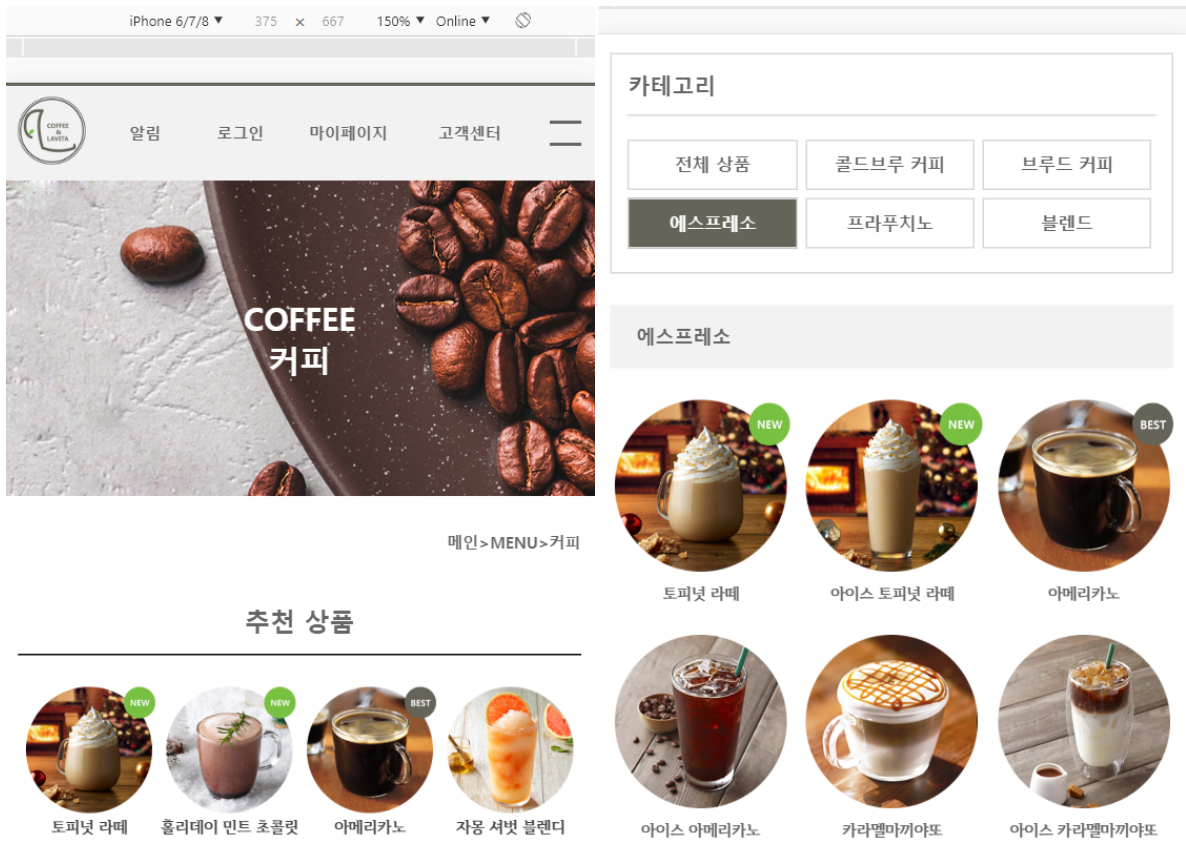 iPhone 6/7/8 ▼ 375 × 667 150% ▼ Online ▼
COFFEE
&
LAVITA
알림 로그인 마이페이지 고객센터
COFFEE
커피
메인>MENU>커피
추천 상품
NEW NEW BEST
토피넛 라떼 홀리데이 민트 초콜릿 아메리카노 자몽 셔벗 블렌디
카테고리
전체 상품 콜드브루 커피 브루드 커피
에스프레소 프라푸치노 블렌드
에스프레소
NEW NEW BEST
토피넛 라떼 아이스 토피넛 라떼 아메리카노
아이스 아메리카노 카라멜마끼야또 아이스 카라멜마끼야또